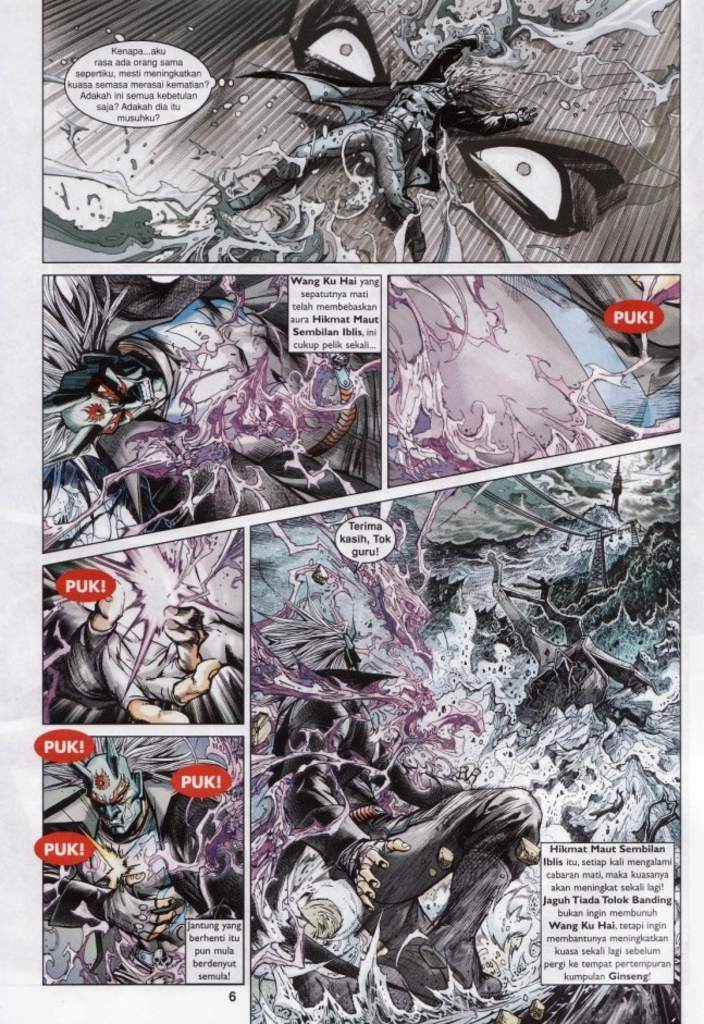 Kenapa...aku
rasa ada orang sama
sepertiku, mesti meningkatkan
kuasa semasa merasai kematian?
Adakah ini semua kebetulan
saja? Adakah dia itu
musuhku?
Wang Ku Hai yang
sepatutnya mati
telah membebaskan
aura Hikmat Maut
Sembilan Iblis, ini
cukup pelik sekali...
PUK!
PUK!
Terima
kasih, Tok
guru!
PUK!
PUK!
PUK!
Jantung yang
berhenti itu
pun mula
berdenyut
semula!
Hikmat Maut Sembilan
Iblis itu, setiap kali mengalami
cabaran mati, maka kuasanya
akan meningkat sekali lagi!
Jaguh Tiada Tolok Banding
bukan ingin membunuh
Wang Ku Hai, tetapi ingin
membantunya meningkatkan
kuasa sekali lagi sebelum
pergi ke tempat pertempuran
kumpulan Ginseng!
6